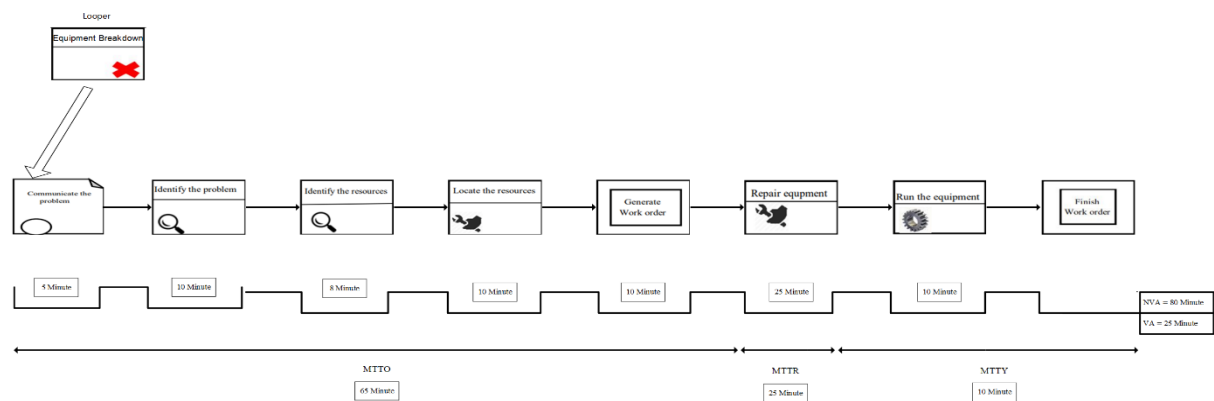 Looper
Equipment Breakdown
Communicate the
problem
Identify the problem
Identify the resources
Locate the resources
Generate
Work order
Repair equpment
Run the equipment
Finish
Work order
5 Minute
10 Minute
8 Minute
10 Minute
10 Minute
25 Minute
10 Minute
NVA = 80 Minute
VA = 25 Minute
MTTO
65 Minute
MTTR
25 Minute
MTTY
10 Minute